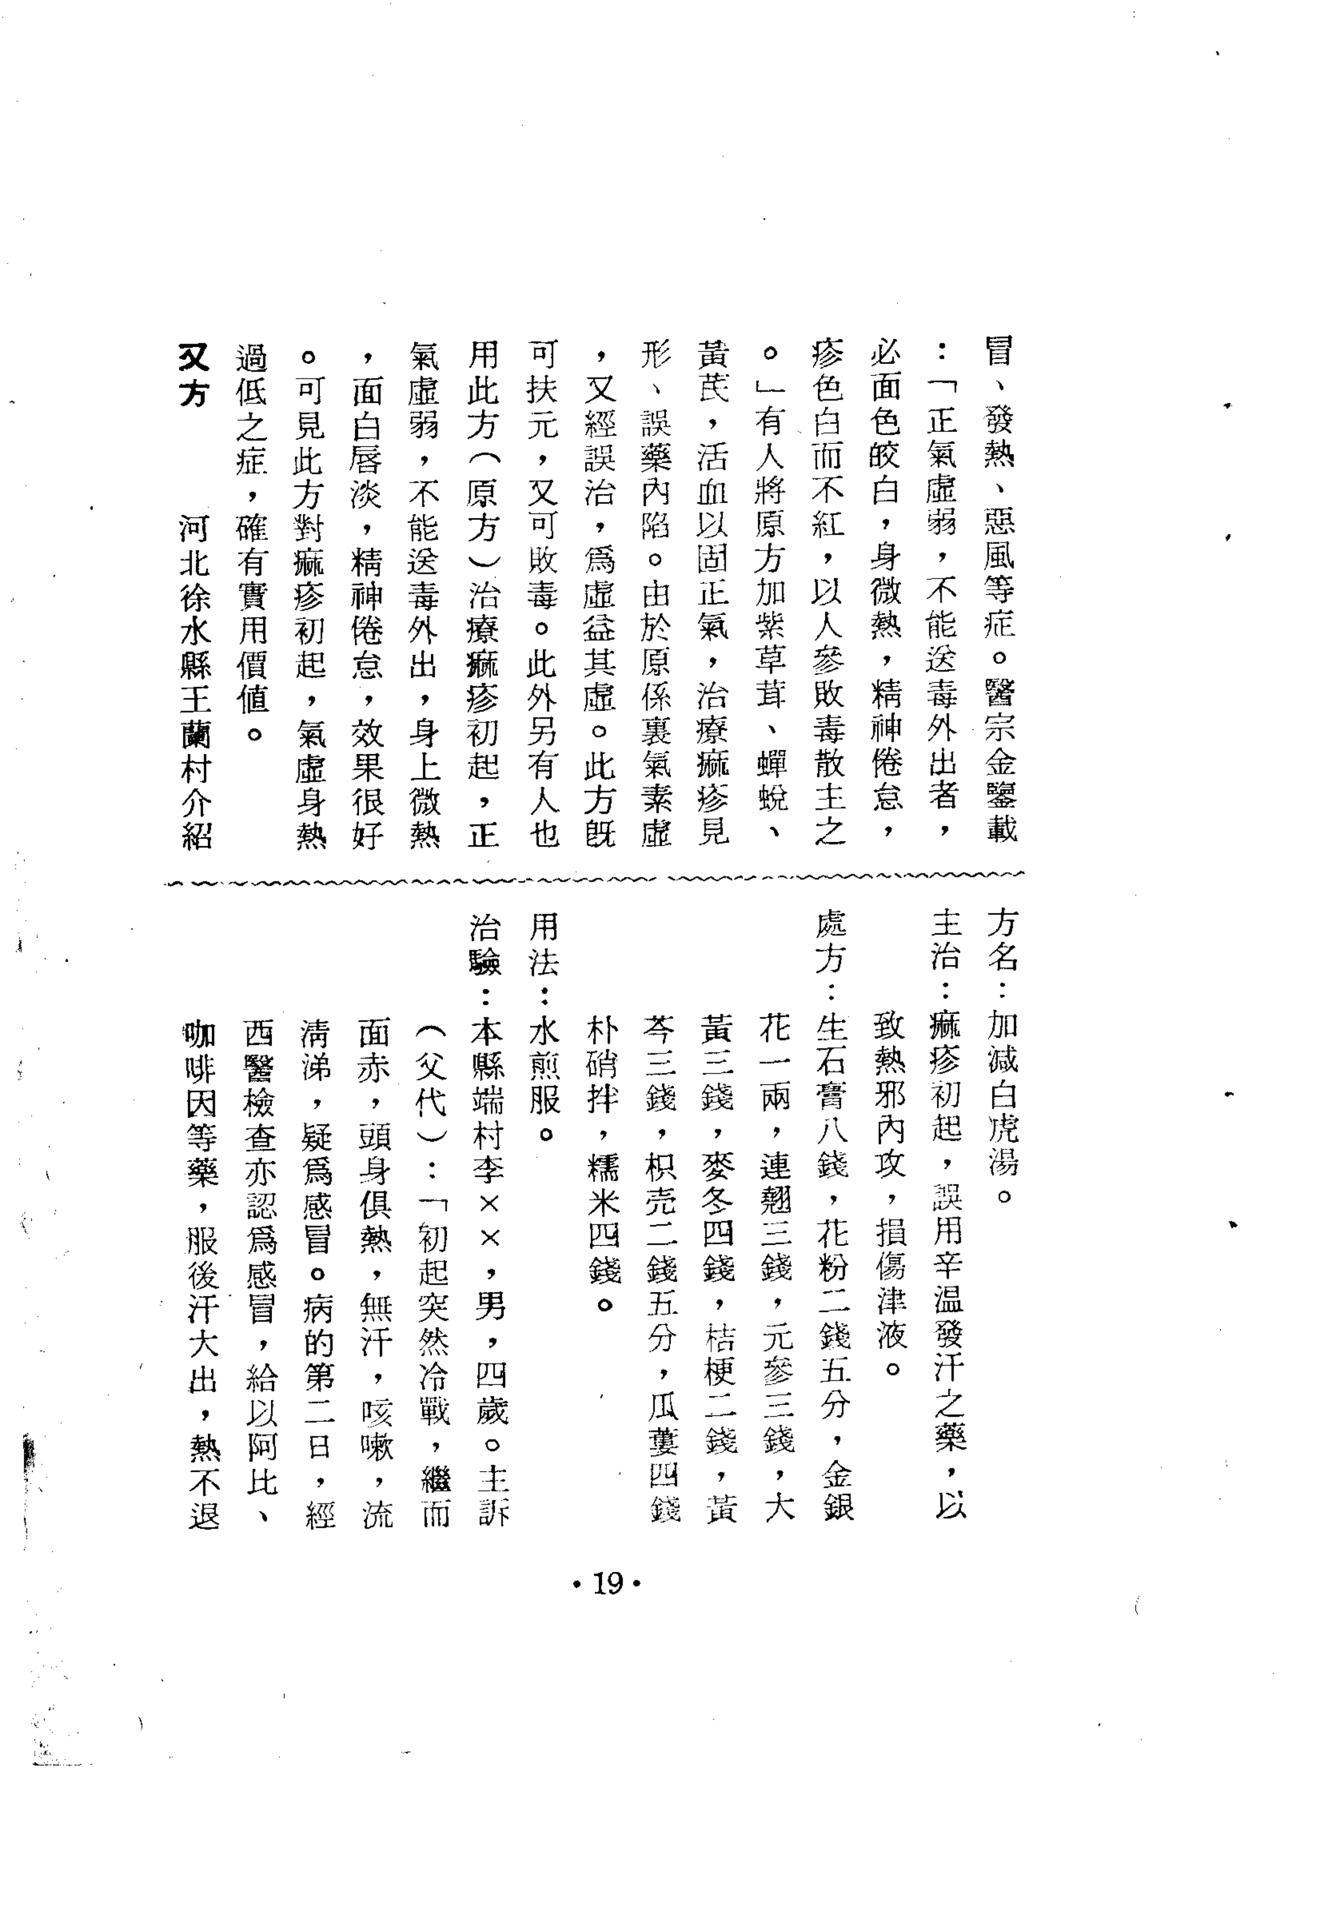 冒、發熱、惡風等症。醫宗金鑒載
：「正氣虛弱，不能送毒外出者，
必面色皎白，身微熱，精神倦怠，
疹色白而不紅，以人參敗毒散主之
。」有人將原方加紫草茸、蟬蛻、
黃芪，活血以固正氣，治療痲疹見
形、誤藥內陷。由於原係裏氣素虛
，又經誤治，爲虛益其虛。此方旣
可扶元，又可敗毒。此外另有人也
用此方（原方）治療痲疹初起，正
氣虛弱，不能送毒外出，身上微熱
，面白唇淡，精神倦怠，效果很好
。可見此方對痲疹初起，氣虛身熱
過低之症，確有實用價値。
又方　　河北徐水縣王蘭村介紹
方名：加減白虎湯。
主治：痲疹初起，誤用辛温發汗之藥，以
致熱邪內攻，損傷津液。
處方：生石膏八錢，花粉二錢五分，金銀
花一兩，連翹三錢，元參三錢，大
黃三錢，麥冬四錢，桔梗二錢，黃
芩三錢，枳壳二錢五分，瓜蔞四錢
朴硝拌，糯米四錢。
用法：水煎服。
治驗：本縣端村李××，男，四歲。主訴
（父代）：「初起突然冷戰，繼而
面赤，頭身俱熱，無汗，咳嗽，流
淸涕，疑爲感冒。病的第二日，經
西醫檢查亦認爲感冒，給以阿比、
咖啡因等藥，服後汗大出，熱不退
·19·